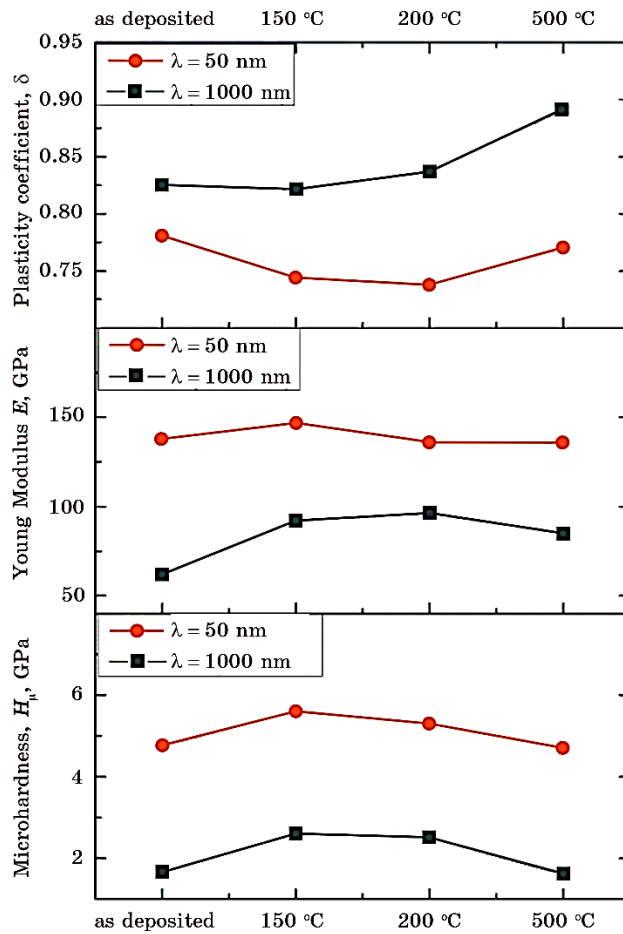 as deposited 150 °C 200 °C 500 °C
Plasticity coefficient, δ
0.95
0.90
0.85
0.80
0.75
λ = 50 nm
λ = 1000 nm
Young Modulus E, GPa
150
100
50
λ = 50 nm
λ = 1000 nm
Microhardness, Hμ, GPa
6
4
2
λ = 50 nm
λ = 1000 nm
as deposited 150 °C 200 °C 500 °C